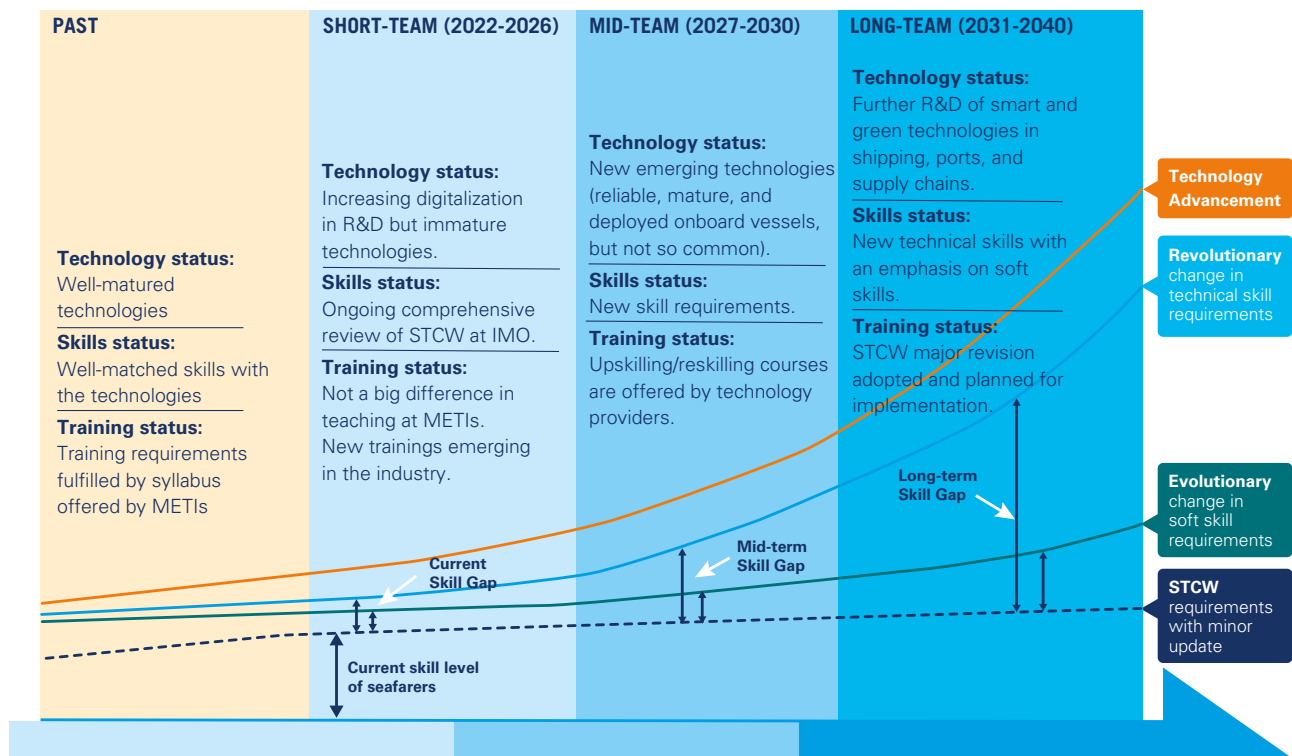 PAST
Technology status:
Well-matured
technologies
Skills status:
Well-matched skills with
the technologies
Training status:
Training requirements
fulfilled by syllabus
offered by METIs
SHORT-TEAM (2022-2026)
Technology status:
Increasing digitalization
in R&D but immature
technologies.
Skills status:
Ongoing comprehensive
review of STCW at IMO.
Training status:
Not a big difference in
teaching at METIs.
New trainings emerging
in the industry.
MID-TEAM (2027-2030)
Technology status:
New emerging technologies
(reliable, mature, and
deployed onboard vessels,
but not so common).
Skills status:
New skill requirements.
Training status:
Upskilling/reskilling courses
are offered by technology
providers.
LONG-TEAM (2031-2040)
Technology status:
Further R&D of smart and
green technologies in
shipping, ports, and
supply chains.
Skills status:
New technical skills with
an emphasis on soft
skills.
Training status:
STCW major revision
adopted and planned for
implementation.
Current
Skill Gap
Current skill level
of seafarers
Mid-term
Skill Gap
Long-term
Skill Gap
Technology
Advancement
Revolutionary
change in
technical skill
requirements
Evolutionary
change in
soft skill
requirements
STCW
requirements
with minor
update